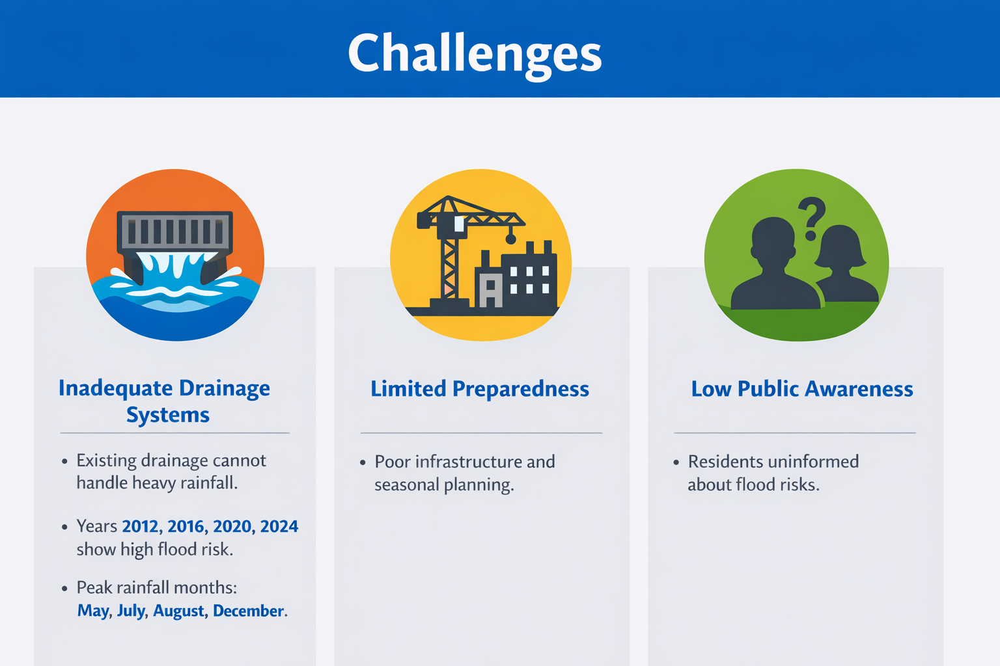 Challenges
Inadequate Drainage
Systems
• Existing drainage cannot
handle heavy rainfall.
• Years 2012, 2016, 2020, 2024
show high flood risk.
• Peak rainfall months:
May, July, August, December.
Limited Preparedness
• Poor infrastructure and
seasonal planning.
?
Low Public Awareness
• Residents uninformed
about flood risks.